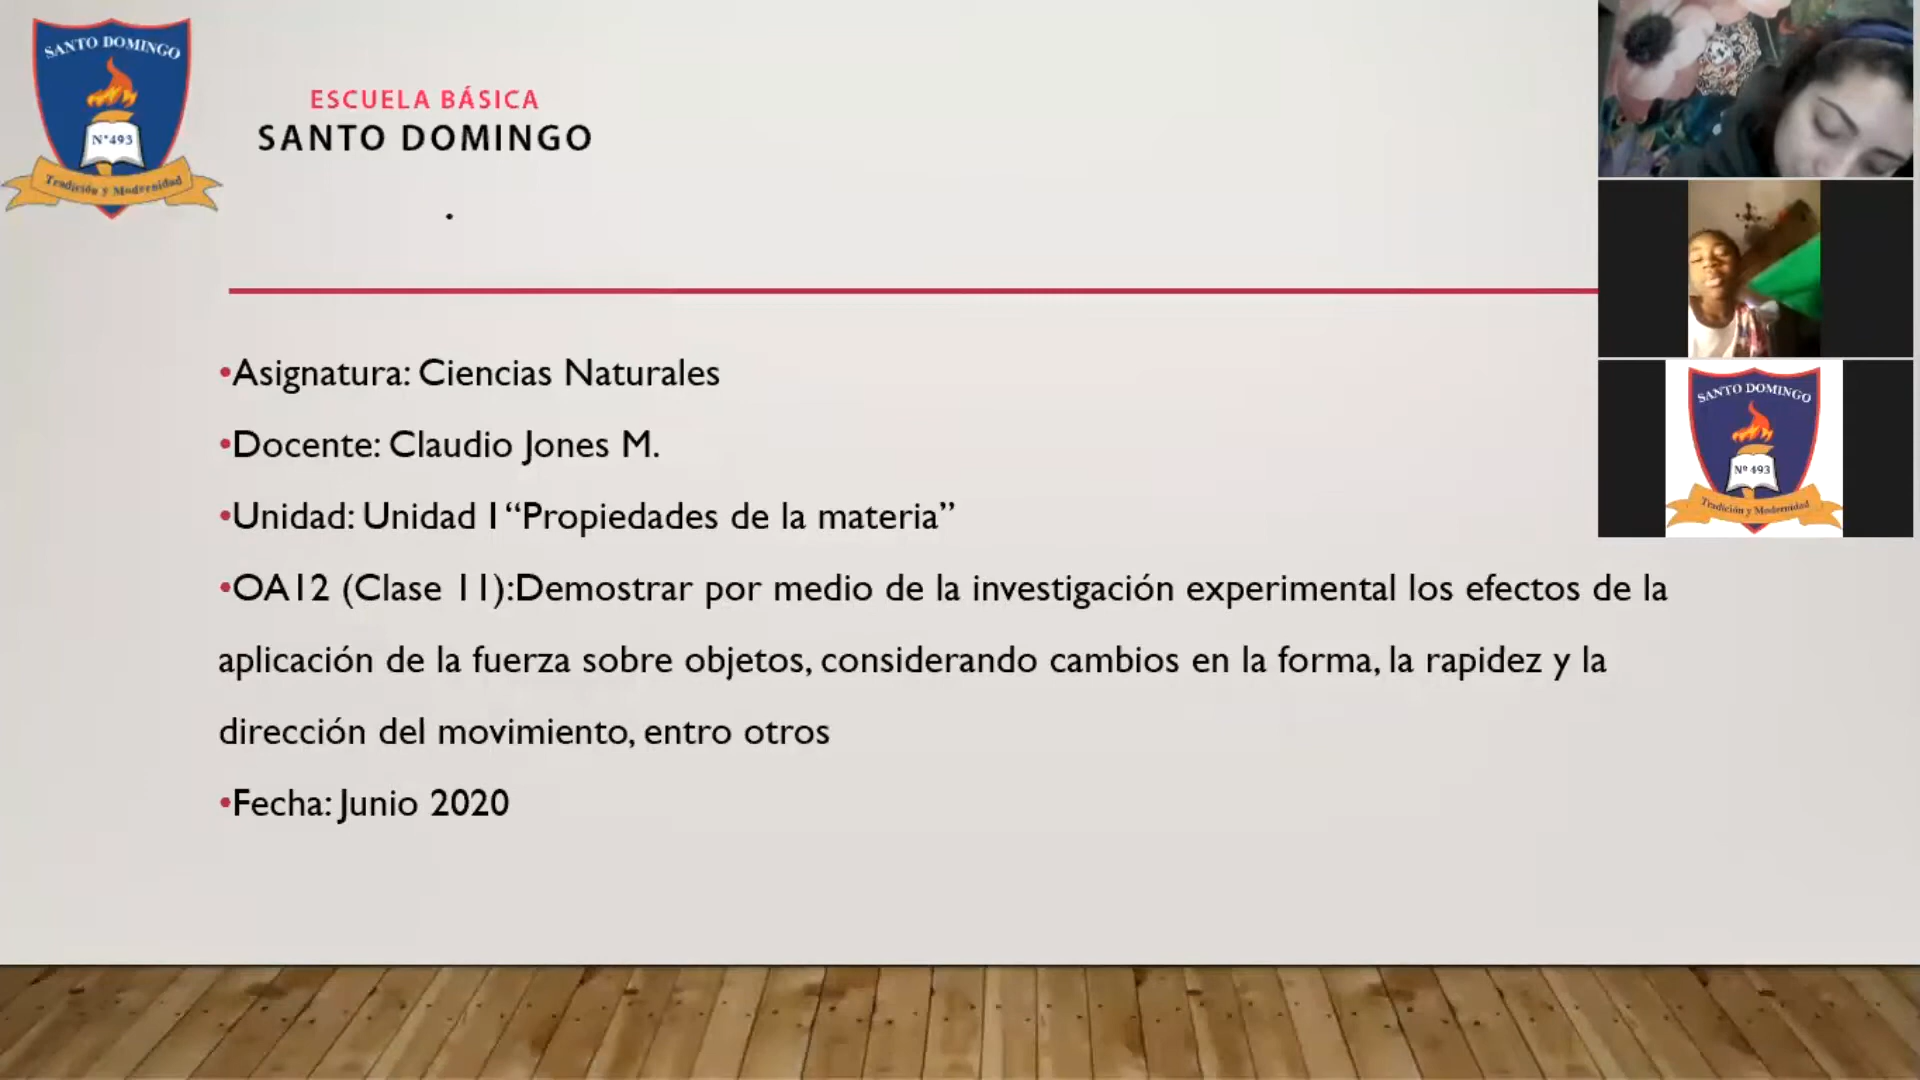 SANTO DOMINGO
N°493
Tradición y Modernidad
ESCUELA BÁSICA
SANTO DOMINGO
.
•Asignatura: Ciencias Naturales
•Docente: Claudio Jones M.
•Unidad: Unidad I “Propiedades de la materia”
•OA12 (Clase 11):Demostrar por medio de la investigación experimental los efectos de la
aplicación de la fuerza sobre objetos, considerando cambios en la forma, la rapidez y la
dirección del movimiento, entro otros
•Fecha: Junio 2020
SANTO DOMINGO
Nº 493
Tradición y Modernidad